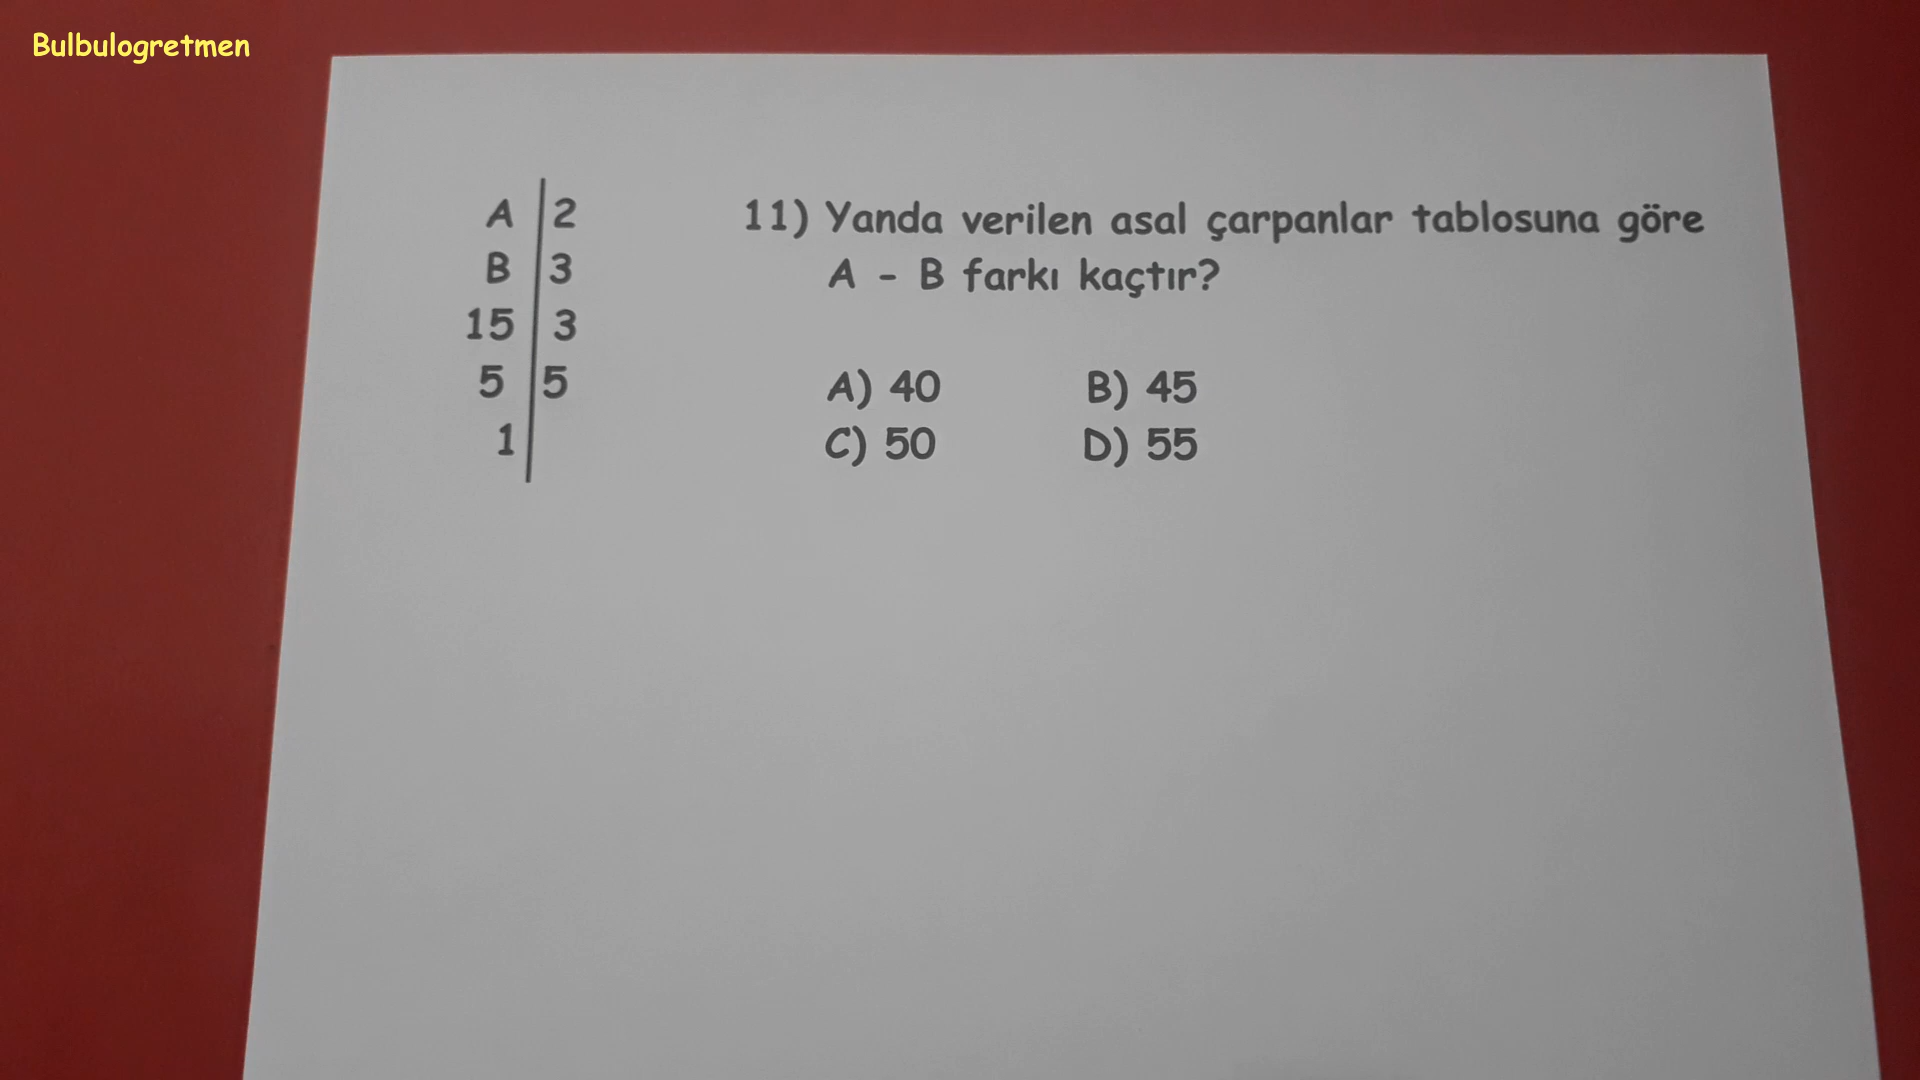 Bulbulogretmen
A 2
B 3
15 3
5 5
1
11) Yanda verilen asal çarpanlar tablosuna göre
A - B farkı kaçtır?
A) 40 B) 45
C) 50 D) 55